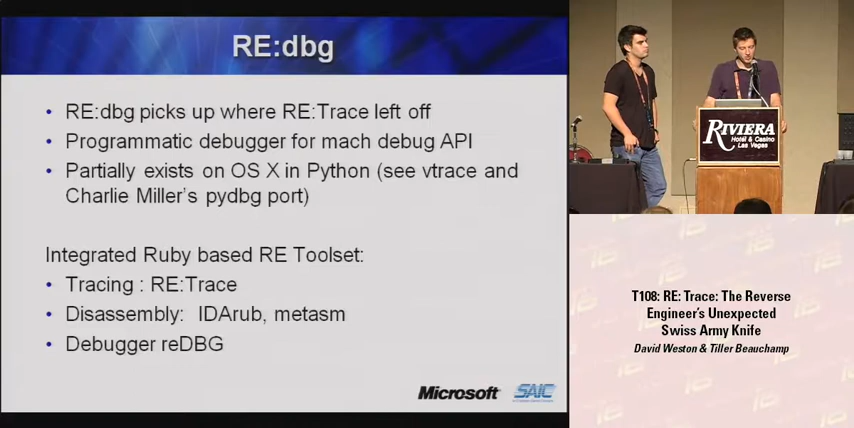 RE:dbg
• RE:dbg picks up where RE:Trace left off
• Programmatic debugger for mach debug API
• Partially exists on OS X in Python (see vtrace and
Charlie Miller's pydbg port)
Integrated Ruby based RE Toolset:
• Tracing : RE:Trace
• Disassembly: IDArub, metasm
• Debugger reDBG
Microsoft
SAIC
RIVIERA
Hotel & Casino
Las Vegas
T108: RE: Trace: The Reverse
Engineer's Unexpected
Swiss Army Knife
David Weston & Tiller Beauchamp